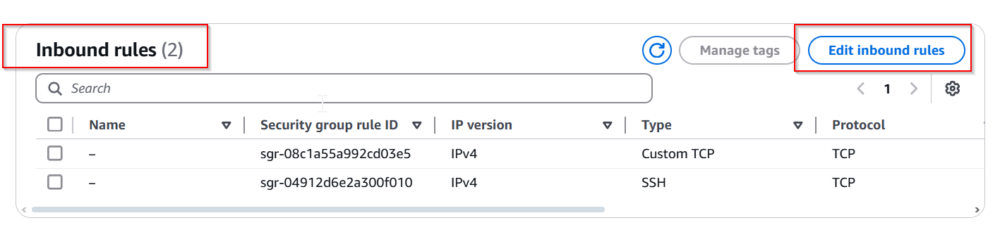 Inbound rules (2)
Manage tags
Edit inbound rules
Search
1
Name Security group rule ID IP version Type Protocol
– sgr-08c1a55a992cd03e5 IPv4 Custom TCP TCP
– sgr-04912d6e2a300f010 IPv4 SSH TCP